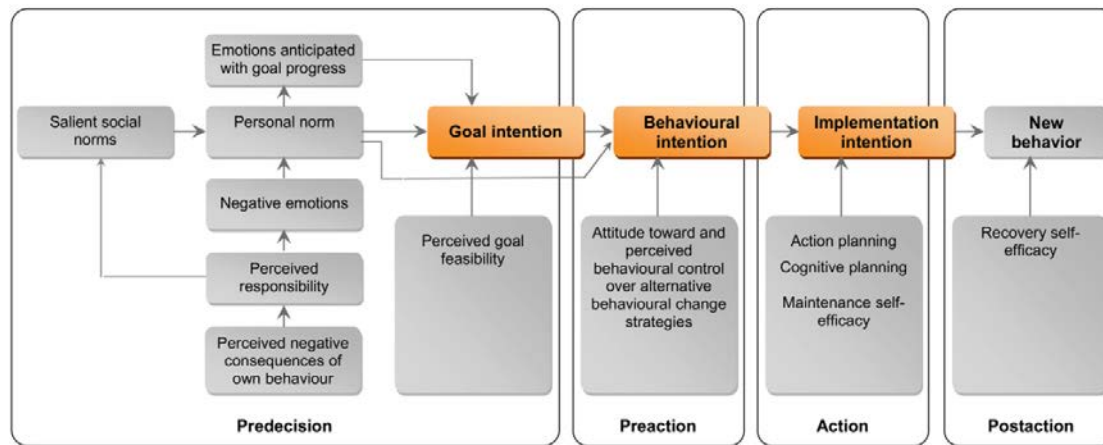 Emotions anticipated
with goal progress
Salient social
norms
Personal norm
Goal intention
Behavioural
intention
Implementation
intention
New
behavior
Negative emotions
Perceived
responsibility
Perceived negative
consequences of
own behaviour
Perceived goal
feasibility
Attitude toward and
perceived
behavioural control
over alternative
behavioural change
strategies
Action planning
Cognitive planning
Maintenance self-
efficacy
Recovery self-
efficacy
Predecision
Preaction
Action
Postaction